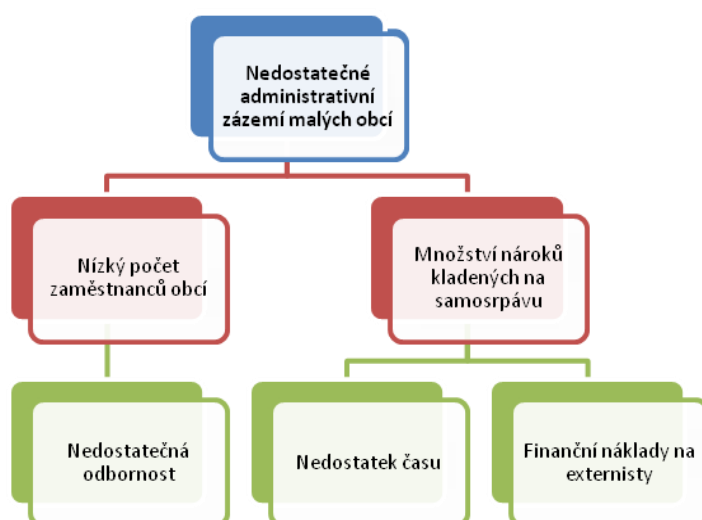 Nedostatečné
administrativní
zázemí malých obcí
Nízký počet
zaměstnanců obcí
Množství nároků
kladených na
samosrpávu
Nedostatečná
odbornost
Nedostatek času
Finanční náklady na
externisty